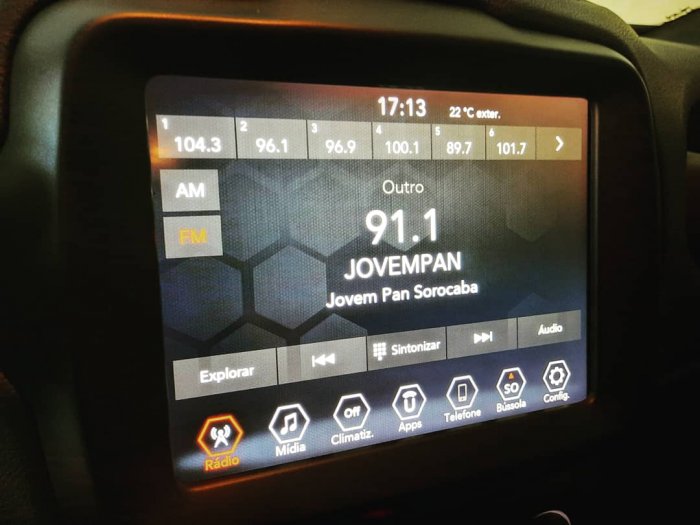 17:13 22 °C exter.
1 104.3 2 96.1 3 96.9 4 100.1 5 89.7 6 101.7 >
AM
Outro
FM
91.1
JOVEMPAN
Jovem Pan Sorocaba
Explorar Sintonizar Áudio
Off SO
Rádio Mídia Climatiz. Apps Telefone Bússola Config.